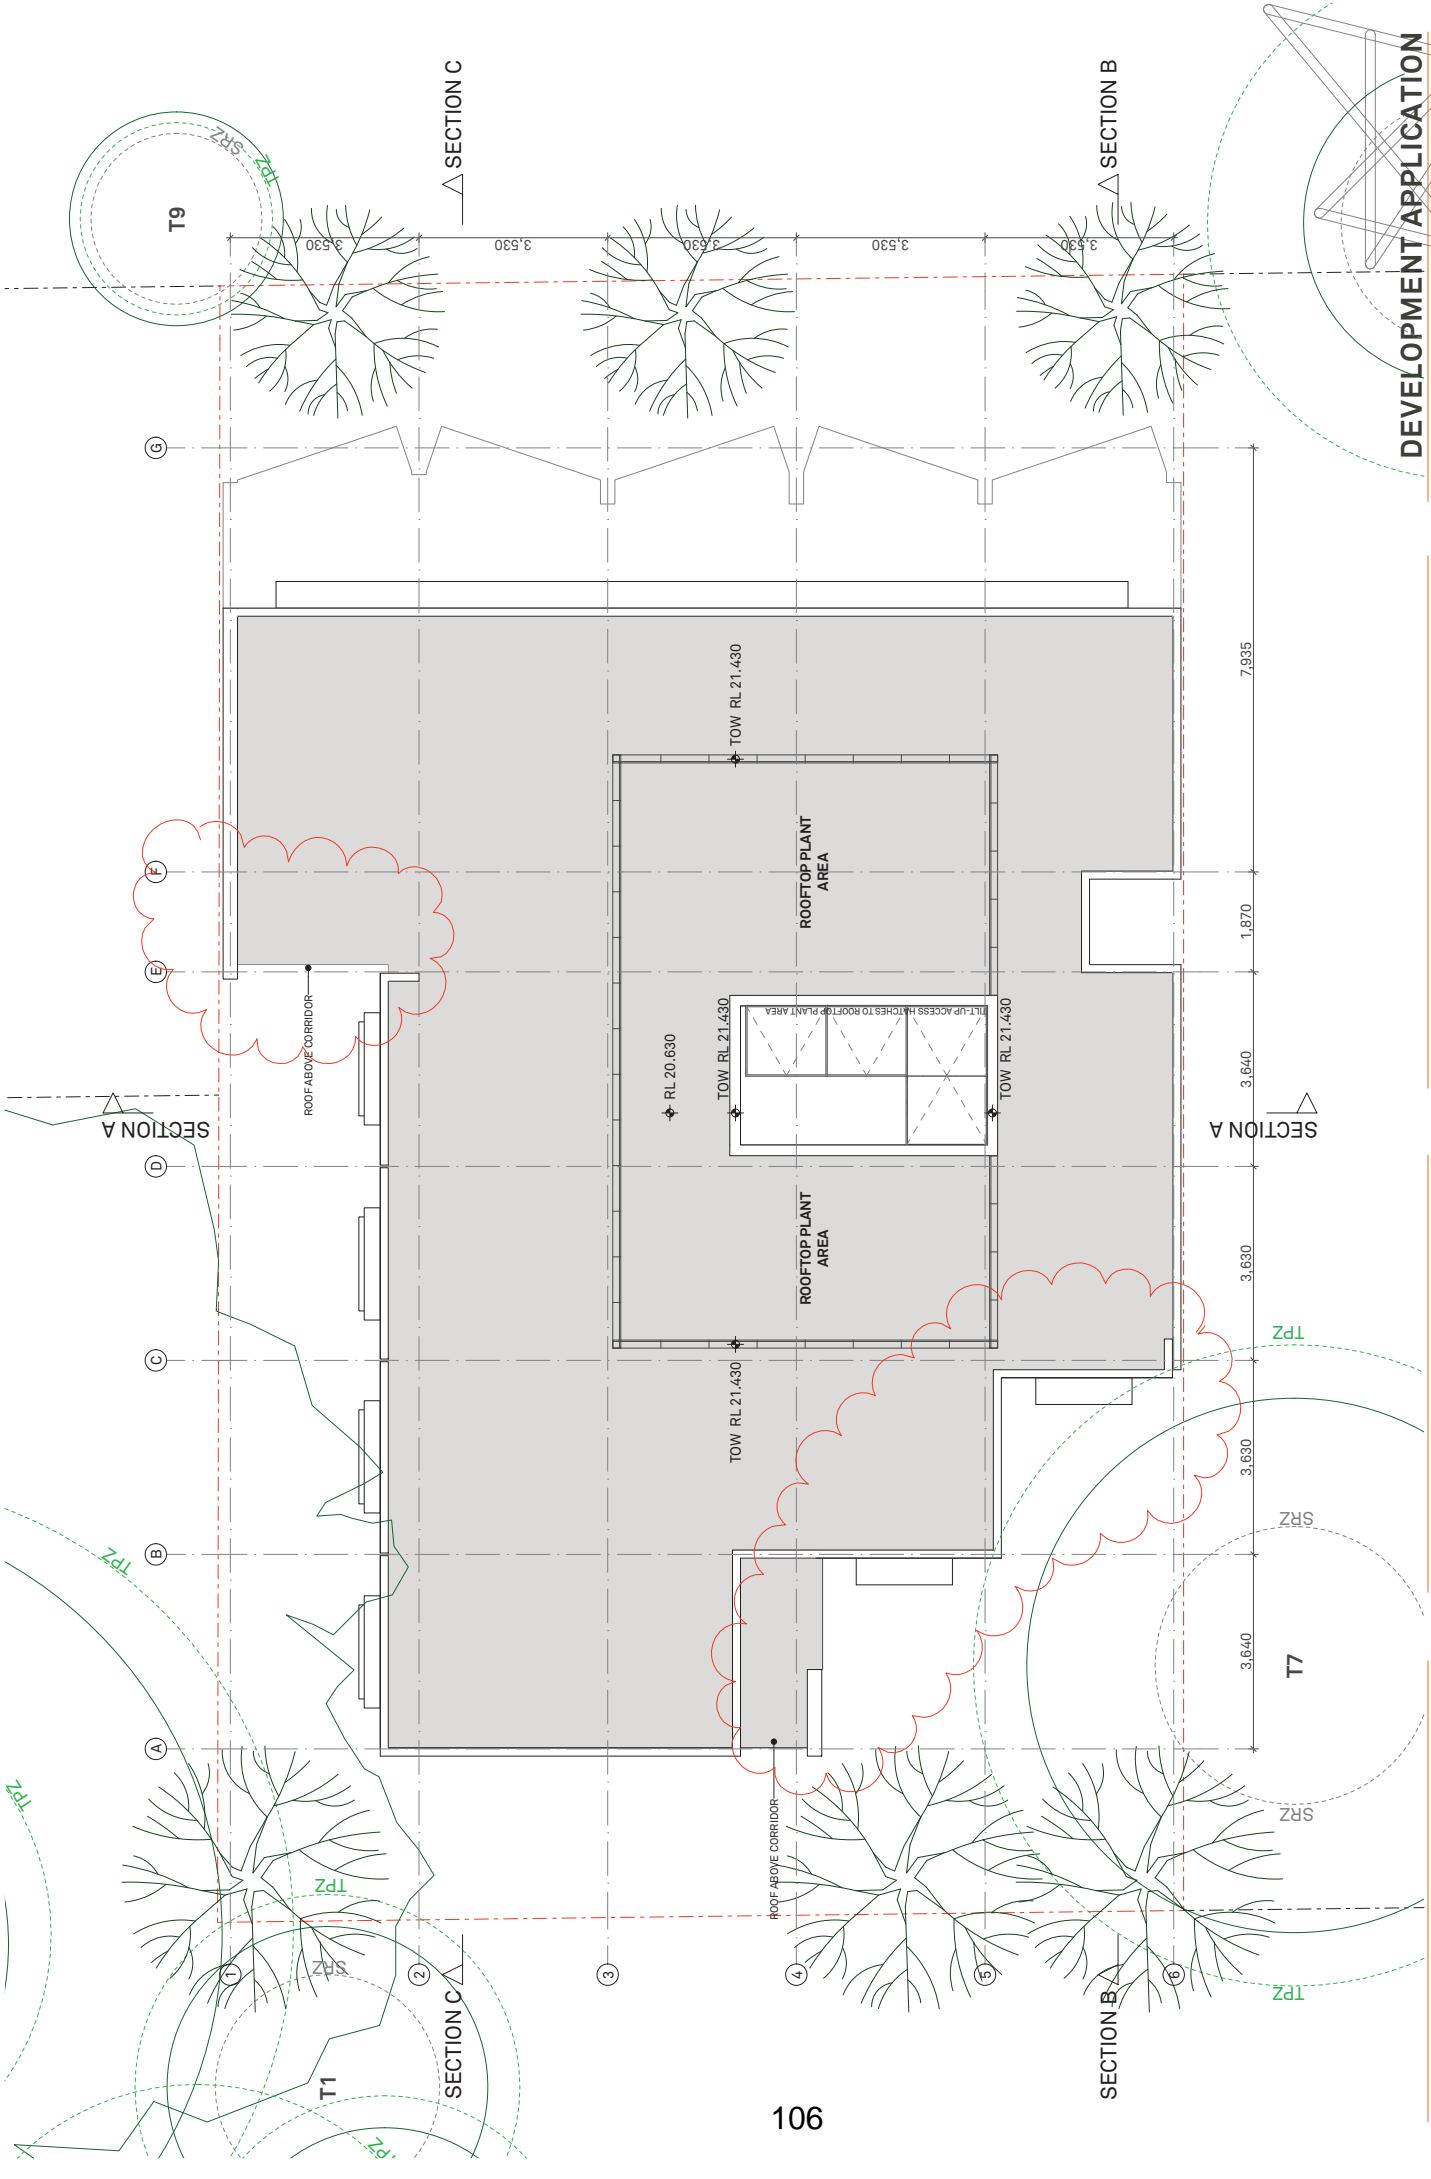 DEVELOPMENT APPLICATION
SECTION C
SECTION B
T9
SRZ
TPZ
3,530
3,530
3,530
3,530
3,530
G
F
E
D
C
B
A
7,935
1,870
3,640
3,630
3,630
3,640
TOW RL 21.430
ROOFTOP PLANT
AREA
ROOF ABOVE CORRIDOR
RL 20.630
TOW RL 21.430
TILT-UP ACCESS HATCHES TO ROOFTOP PLANT AREA
TOW RL 21.430
SECTION A
SECTION A
ROOFTOP PLANT
AREA
TOW RL 21.430
TPZ
TPZ
SRZ
T7
SRZ
TPZ
TPZ
TPZ
ROOF ABOVE CORRIDOR
SRZ
T1
TPZ
1
2
3
4
5
6
SECTION C
SECTION B
106